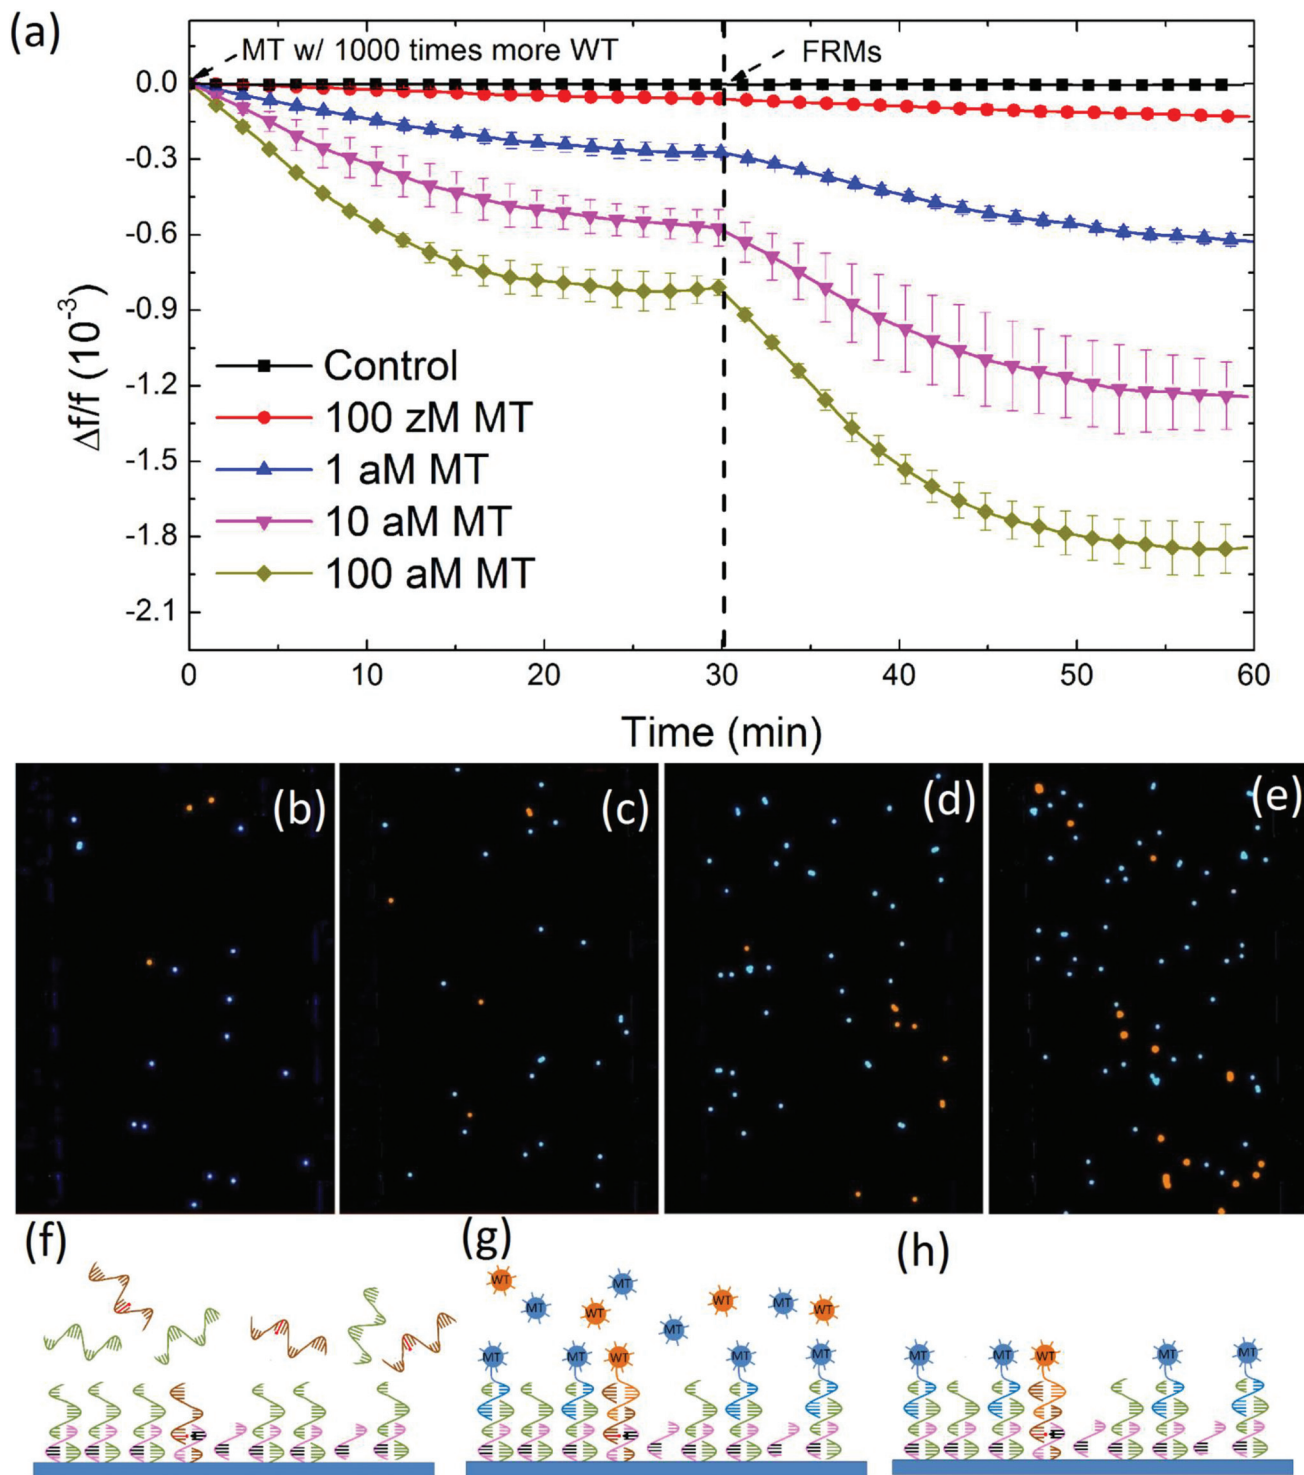 (a)
MT w/ 1000 times more WT
FRMs
0.0
-0.3
-0.6
-0.9
-1.2
-1.5
-1.8
-2.1
Δf/f (10⁻³)
Control
100 zM MT
1 aM MT
10 aM MT
100 aM MT
0 10 20 30 40 50 60
Time (min)
(b) (c) (d) (e)
(f) (g) (h)
WT MT WT MT MT WT MT WT
MT MT WT MT MT
MT MT WT MT MT